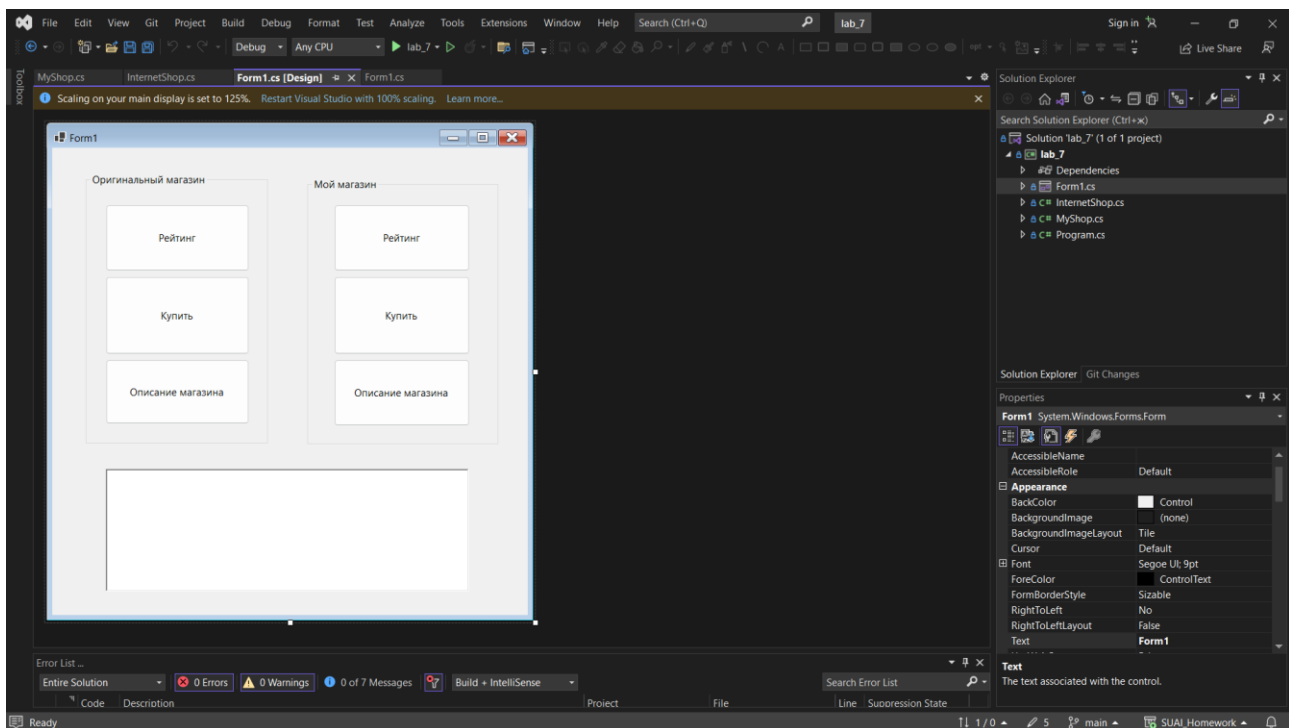 File Edit View Git Project Build Debug Format Test Analyze Tools Extensions Window Help Search (Ctrl+Q) lab_7 Sign in
Debug Any CPU lab_7 Live Share
Toolbox
MyShop.cs InternetShop.cs Form1.cs [Design] Form1.cs
Scaling on your main display is set to 125%. Restart Visual Studio with 100% scaling. Learn more...
Form1
Оригинальный магазин Мой магазин
Рейтинг Рейтинг
Купить Купить
Описание магазина Описание магазина
Solution Explorer
Search Solution Explorer (Ctrl+ж)
Solution 'lab_7' (1 of 1 project)
lab_7
Dependencies
Form1.cs
InternetShop.cs
MyShop.cs
Program.cs
Solution Explorer Git Changes
Properties
Form1 System.Windows.Forms.Form
AccessibleName
AccessibleRole Default
Appearance
BackColor Control
BackgroundImage (none)
BackgroundImageLayout Tile
Cursor Default
Font Segoe UI; 9pt
ForeColor ControlText
FormBorderStyle Sizable
RightToLeft No
RightToLeftLayout False
Text Form1
Text
The text associated with the control.
Error List ...
Entire Solution 0 Errors 0 Warnings 0 of 7 Messages Build + IntelliSense Search Error List
Code Description Project File Line Suppression State
Ready 1 / 0 5 main SUAI_Homework